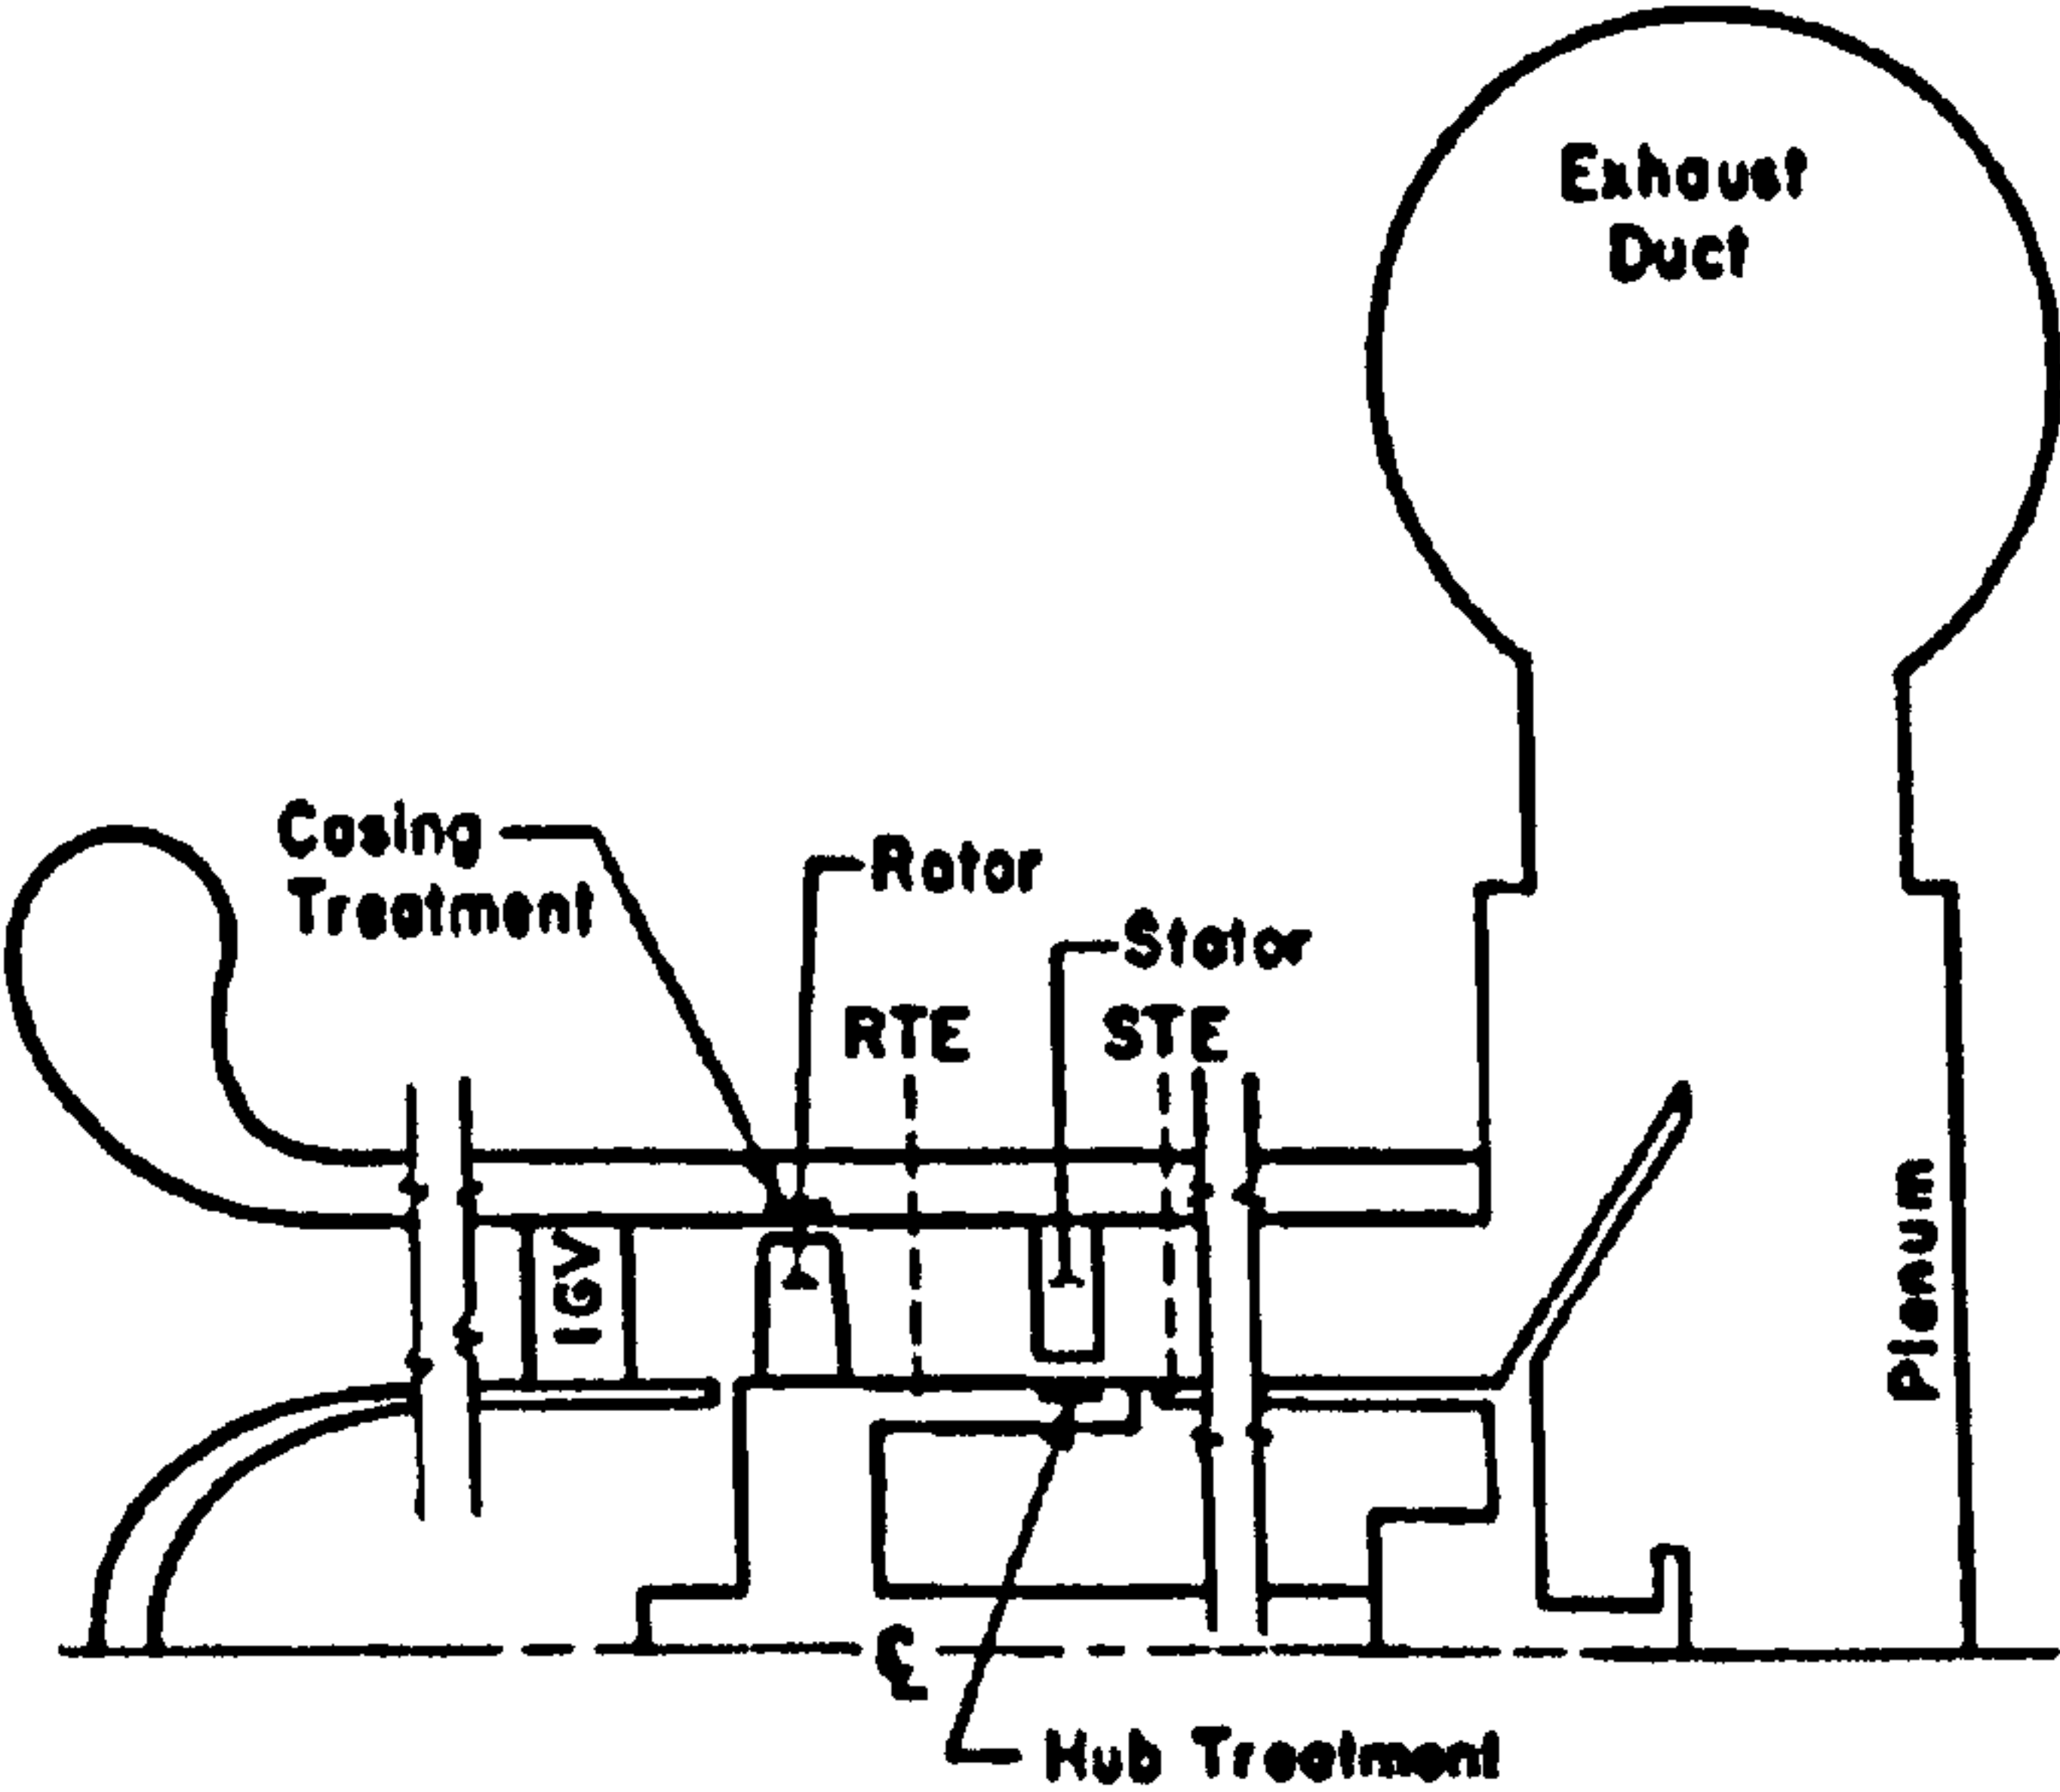 Exhaust
Duct
Casing
Treatment
Rotor
Stator
RTE
STE
IGV
Plenum
℄
Hub Treatment